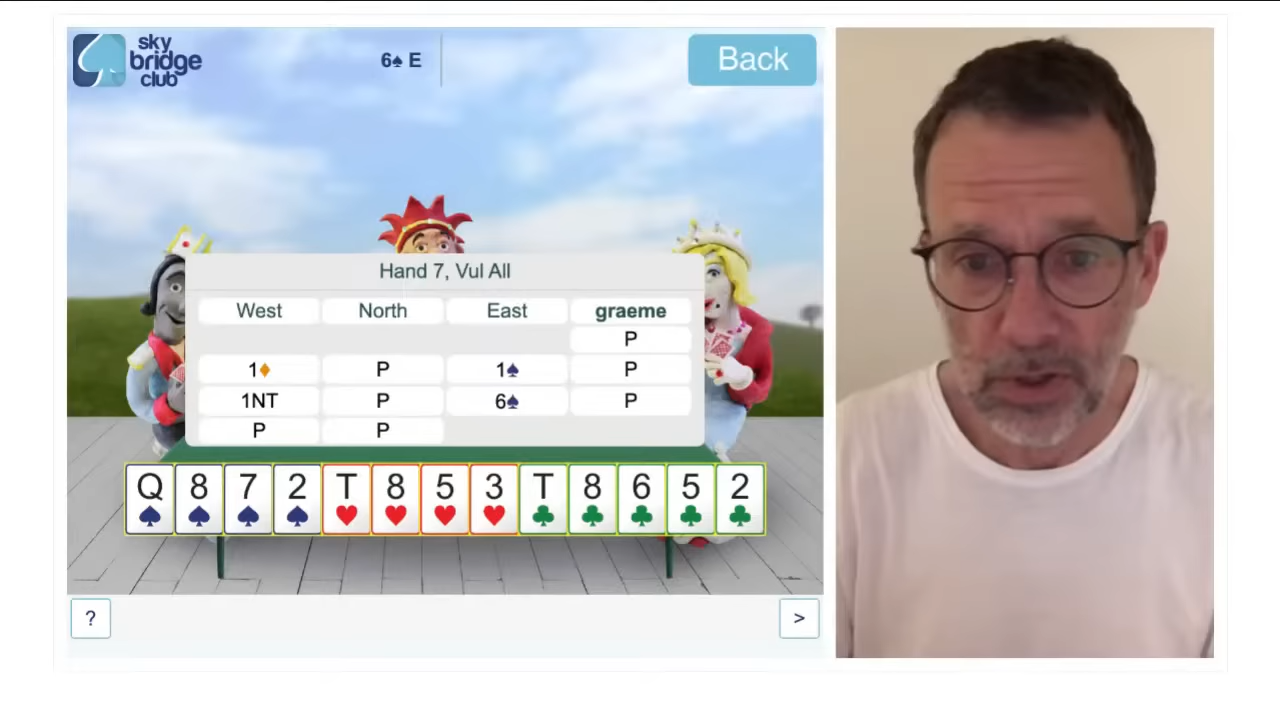 sky
bridge
club
6♠ E
Back
Hand 7, Vul All
West North East graeme
P
1♦ P 1♠ P
1NT P 6♠ P
P P
Q 8 7 2 T 8 5 3 T 8 6 5 2
♠ ♠ ♠ ♠ ♥ ♥ ♥ ♥ ♣ ♣ ♣ ♣ ♣
? >